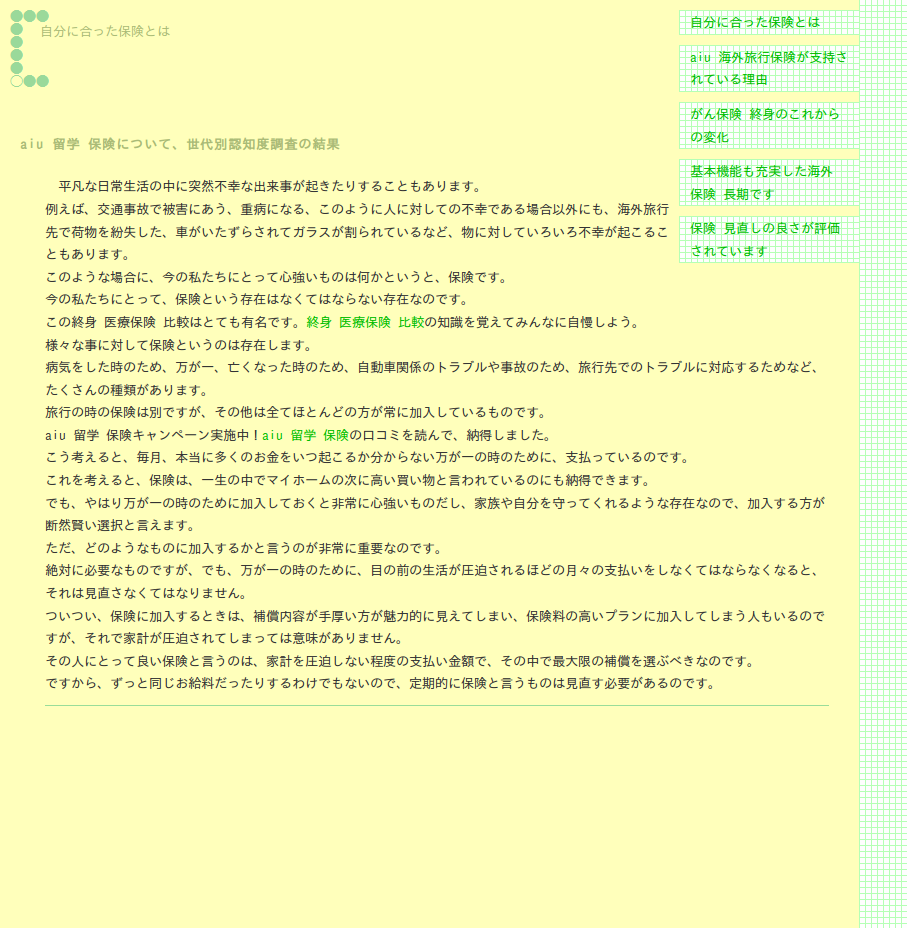 自分に合った保険とは
aiu 留学 保険について、世代別認知度調査の結果
平凡な日常生活の中に突然不幸な出来事が起きたりすることもあります。
例えば、交通事故で被害にあう、重病になる、このように人に対しての不幸である場合以外にも、海外旅行
先で荷物を紛失した、車がいたずらされてガラスが割られているなど、物に対していろいろ不幸が起こるこ
ともあります。
このような場合に、今の私たちにとって心強いものは何かというと、保険です。
今の私たちにとって、保険という存在はなくてはならない存在なのです。
この終身 医療保険 比較はとても有名です。終身 医療保険 比較の知識を覚えてみんなに自慢しよう。
様々な事に対して保険というのは存在します。
病気をした時のため、万が一、亡くなった時のため、自動車関係のトラブルや事故のため、旅行先でのトラブルに対応するためなど、
たくさんの種類があります。
旅行の時の保険は別ですが、その他は全てほとんどの方が常に加入しているものです。
aiu 留学 保険キャンペーン実施中！aiu 留学 保険の口コミを読んで、納得しました。
こう考えると、毎月、本当に多くのお金をいつ起こるか分からない万が一の時のために、支払っているのです。
これを考えると、保険は、一生の中でマイホームの次に高い買い物と言われているのにも納得できます。
でも、やはり万が一の時のために加入しておくと非常に心強いものだし、家族や自分を守ってくれるような存在なので、加入する方が
断然賢い選択と言えます。
ただ、どのようなものに加入するかと言うのが非常に重要なのです。
絶対に必要なものですが、でも、万が一の時のために、目の前の生活が圧迫されるほどの月々の支払いをしなくてはならなくなると、
それは見直さなくてはなりません。
ついつい、保険に加入するときは、補償内容が手厚い方が魅力的に見えてしまい、保険料の高いプランに加入してしまう人もいるので
すが、それで家計が圧迫されてしまっては意味がありません。
その人にとって良い保険と言うのは、家計を圧迫しない程度の支払い金額で、その中で最大限の補償を選ぶべきなのです。
ですから、ずっと同じお給料だったりするわけでもないので、定期的に保険と言うものは見直す必要があるのです。
自分に合った保険とは
aiu 海外旅行保険が支持さ
れている理由
がん保険 終身のこれから
の変化
基本機能も充実した海外
保険 長期です
保険 見直しの良さが評価
されています